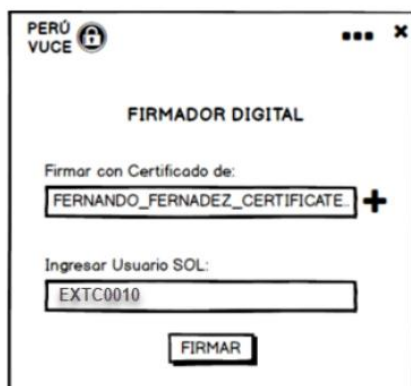 PERÚ
VUCE
FIRMADOR DIGITAL
Firmar con Certificado de:
FERNANDO_FERNADEZ_CERTIFICATE..
Ingresar Usuario SOL:
EXTC0010
FIRMAR